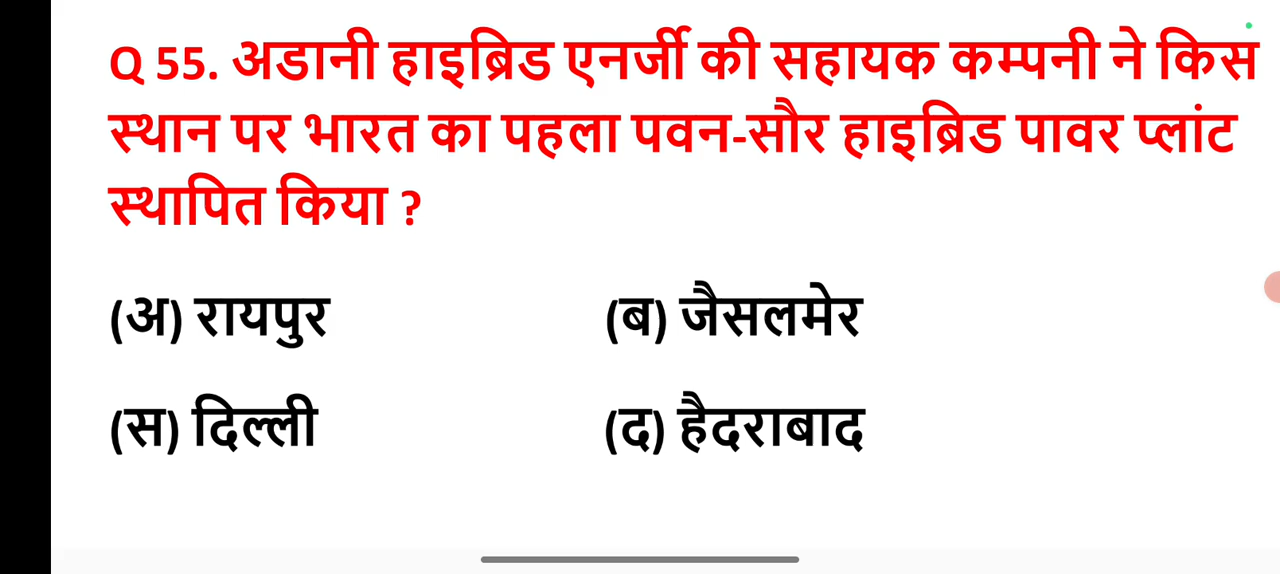 Q 55. अडानी हाइब्रिड एनर्जी की सहायक कम्पनी ने किस
स्थान पर भारत का पहला पवन-सौर हाइब्रिड पावर प्लांट
स्थापित किया ?
(अ) रायपुर (ब) जैसलमेर
(स) दिल्ली (द) हैदराबाद